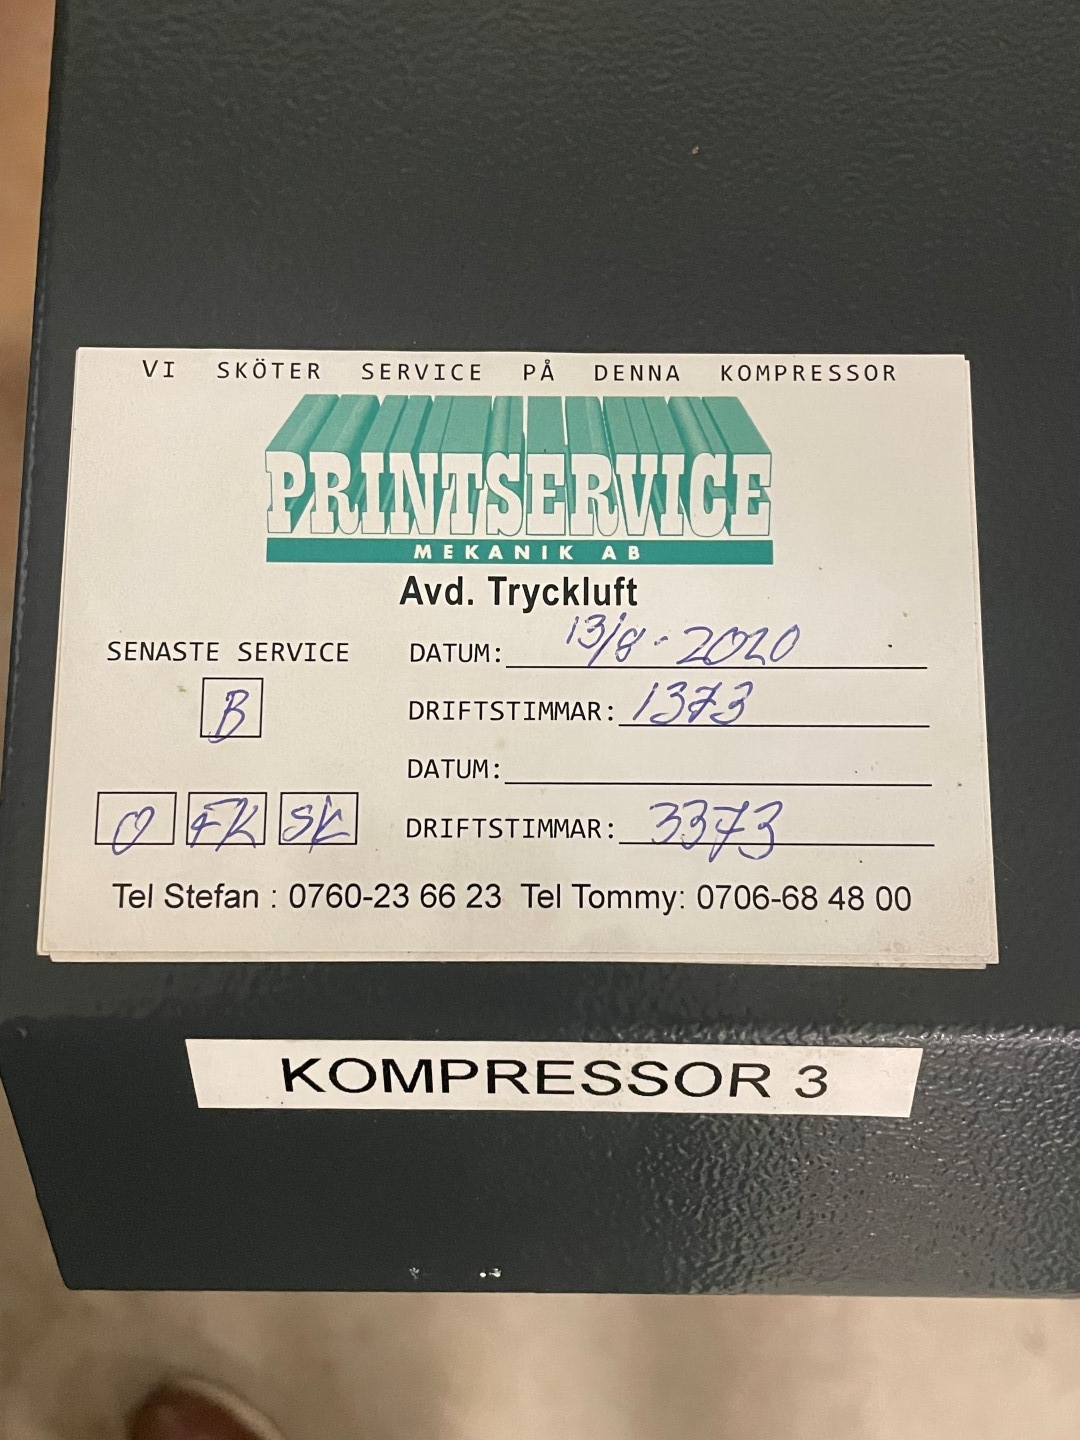 VI SKÖTER SERVICE PÅ DENNA KOMPRESSOR
PRINTSERVICE
MEKANIK AB
Avd. Tryckluft
SENASTE SERVICE DATUM: 13/8-2020
B DRIFTSTIMMAR: 1373
DATUM:
O FK SK DRIFTSTIMMAR: 3373
Tel Stefan : 0760-23 66 23 Tel Tommy: 0706-68 48 00
KOMPRESSOR 3